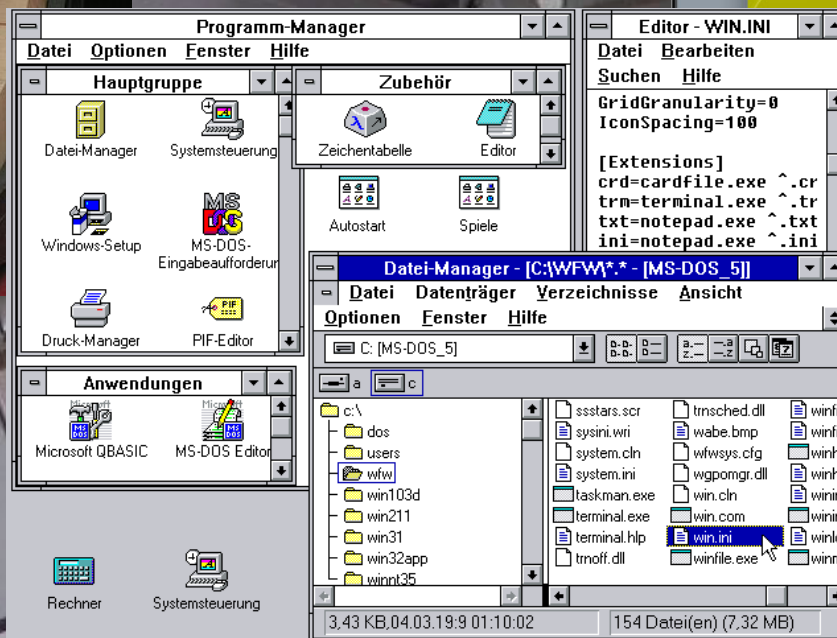 Programm-Manager
Datei Optionen Fenster Hilfe
Hauptgruppe
Datei-Manager
Systemsteuerung
Windows-Setup
MS-DOS-
Eingabeaufforderun
Druck-Manager
PIF-Editor
Zubehör
Zeichentabelle
Editor
Autostart
Spiele
Anwendungen
Microsoft QBASIC
MS-DOS Editor
Rechner
Systemsteuerung
Editor - WIN.INI
Datei Bearbeiten
Suchen Hilfe
GridGranularity=0
IconSpacing=100
[Extensions]
crd=cardfile.exe ^.cr
trm=terminal.exe ^.tr
txt=notepad.exe ^.txt
ini=notepad.exe ^.ini
Datei-Manager - [C:\WFW\*.* - [MS-DOS_5]]
Datei Datenträger Verzeichnisse Ansicht
Optionen Fenster Hilfe
C: [MS-DOS_5]
a c
c:\
dos
users
wfw
win103d
win211
win31
win32app
winnt35
ssstars.scr
sysini.wri
system.cln
system.ini
taskman.exe
terminal.exe
terminal.hlp
trnoff.dll
trnsched.dll
wabe.bmp
wfwsys.cfg
wgpomgr.dll
win.cln
win.com
win.ini
winfile.exe
3,43 KB,04.03.19:9 01:10:02
154 Datei(en) (7,32 MB)